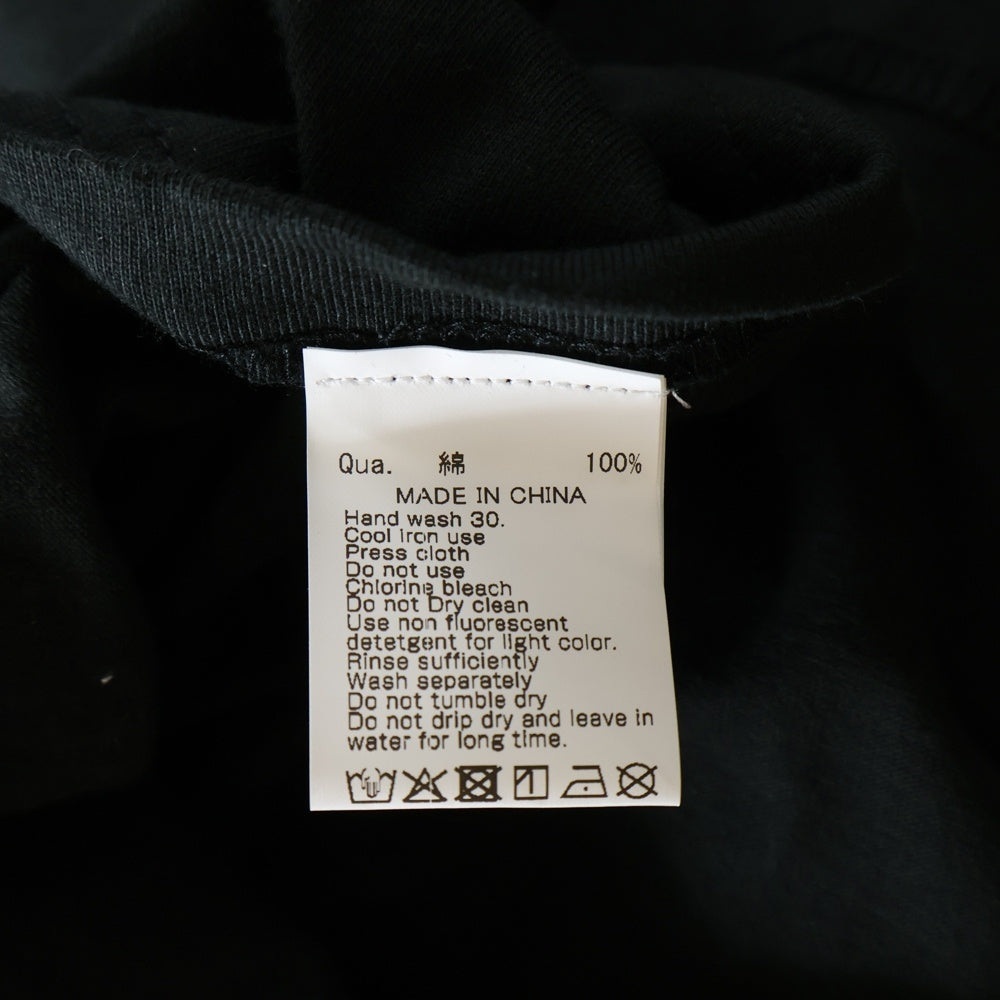 Qua. 綿 100%
MADE IN CHINA
Hand wash 30.
Cool iron use
Press cloth
Do not use
Chlorine bleach
Do not Dry clean
Use non fluorescent
detetgent for light color.
Rinse sufficiently
Wash separately
Do not tumble dry
Do not drip dry and leave in
water for long time.